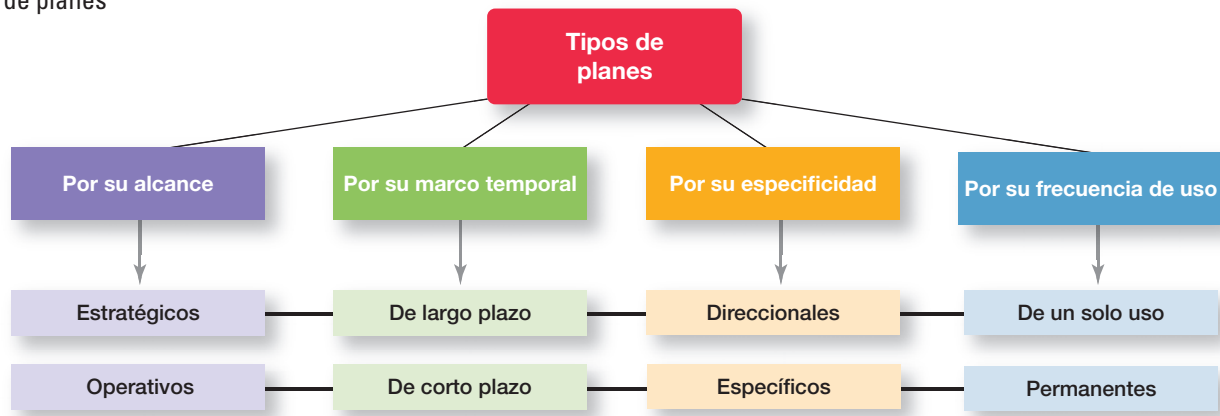 de planes
Tipos de
planes
Por su alcance
Por su marco temporal
Por su especificidad
Por su frecuencia de uso
Estratégicos
De largo plazo
Direccionales
De un solo uso
Operativos
De corto plazo
Específicos
Permanentes